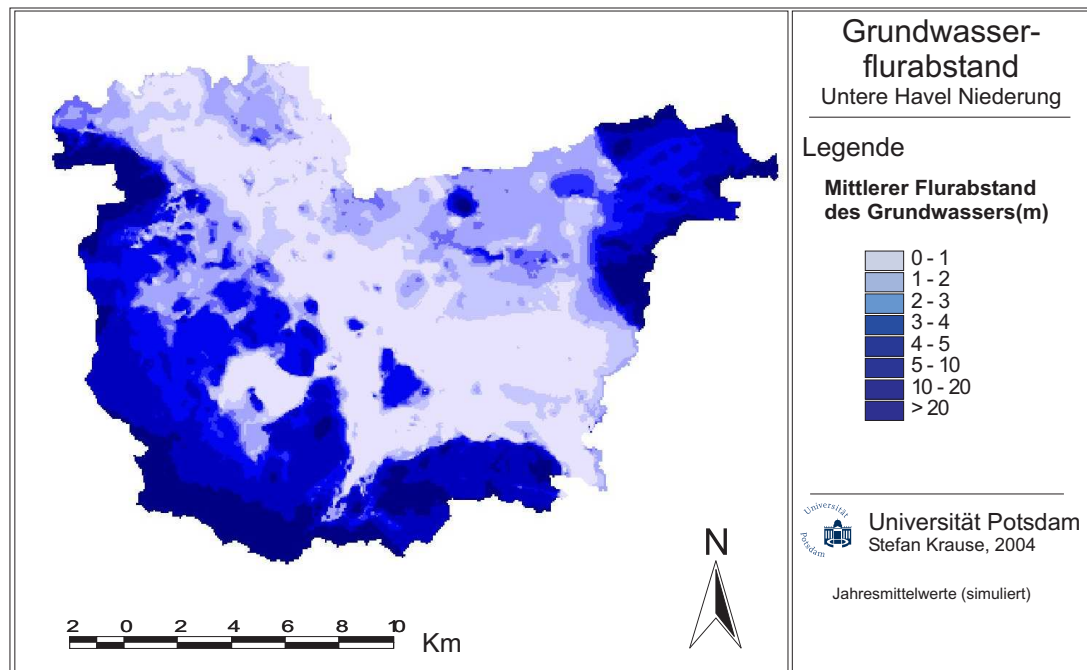 Grundwasser-
flurabstand
Untere Havel Niederung
Legende
Mittlerer Flurabstand
des Grundwassers(m)
0 - 1
1 - 2
2 - 3
3 - 4
4 - 5
5 - 10
10 - 20
> 20
Universität
Potsdam
Universität Potsdam
Stefan Krause, 2004
Jahresmittelwerte (simuliert)
N
2 0 2 4 6 8 10 Km